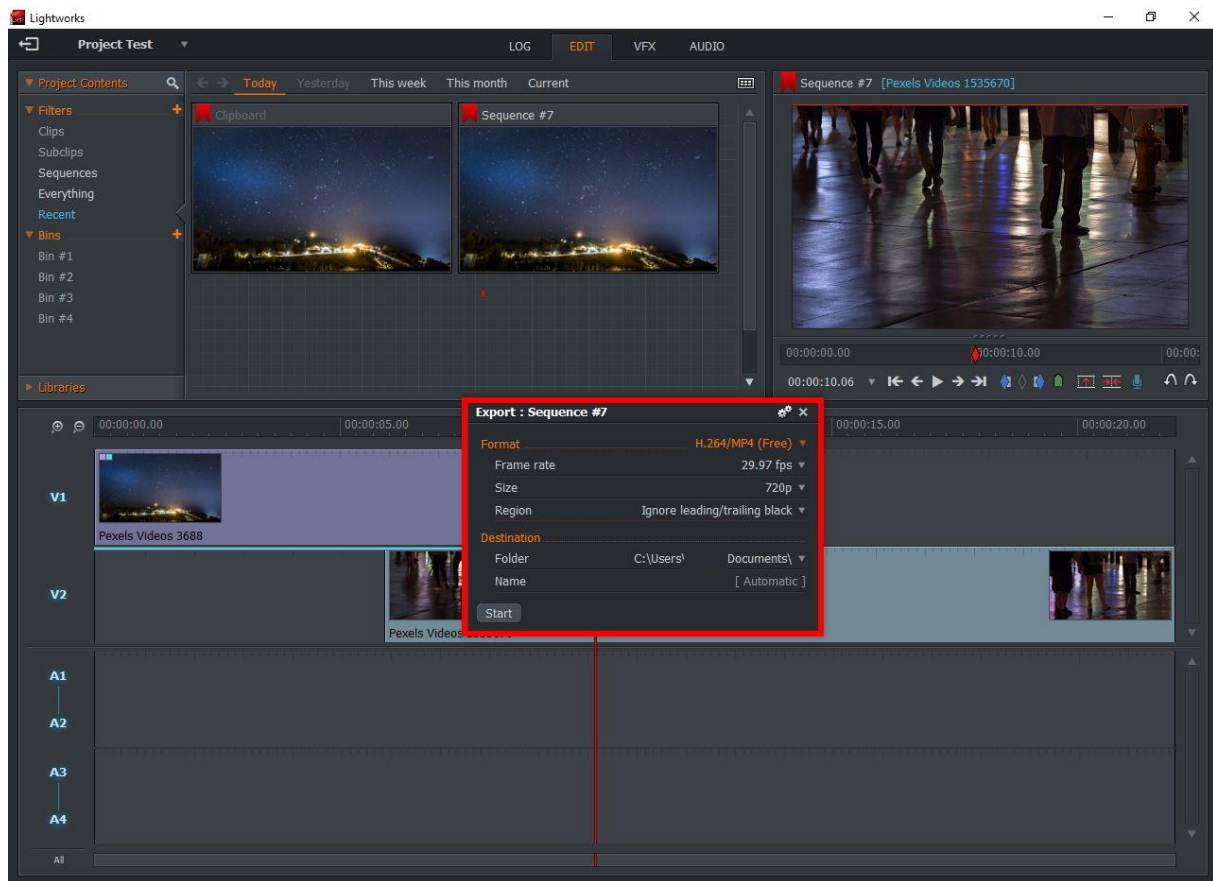 Lightworks
Project Test
LOG EDIT VFX AUDIO
Project Contents
Today Yesterday This week This month Current
Filters
Clips
Subclips
Sequences
Everything
Recent
Bins
Bin #1
Bin #2
Bin #3
Bin #4
Libraries
Clipboard
Sequence #7
Sequence #7 [Pexels Videos 1535670]
00:00:00.00 00:00:10.00 00:00:
00:00:10.06
00:00:00.00 00:00:05.00 00:00:15.00 00:00:20.00
Export : Sequence #7
Format H.264/MP4 (Free)
Frame rate 29.97 fps
Size 720p
Region Ignore leading/trailing black
Destination
Folder C:\Users\ Documents\
Name [ Automatic ]
Start
V1
Pexels Videos 3688
V2
Pexels Videos
A1
A2
A3
A4
All